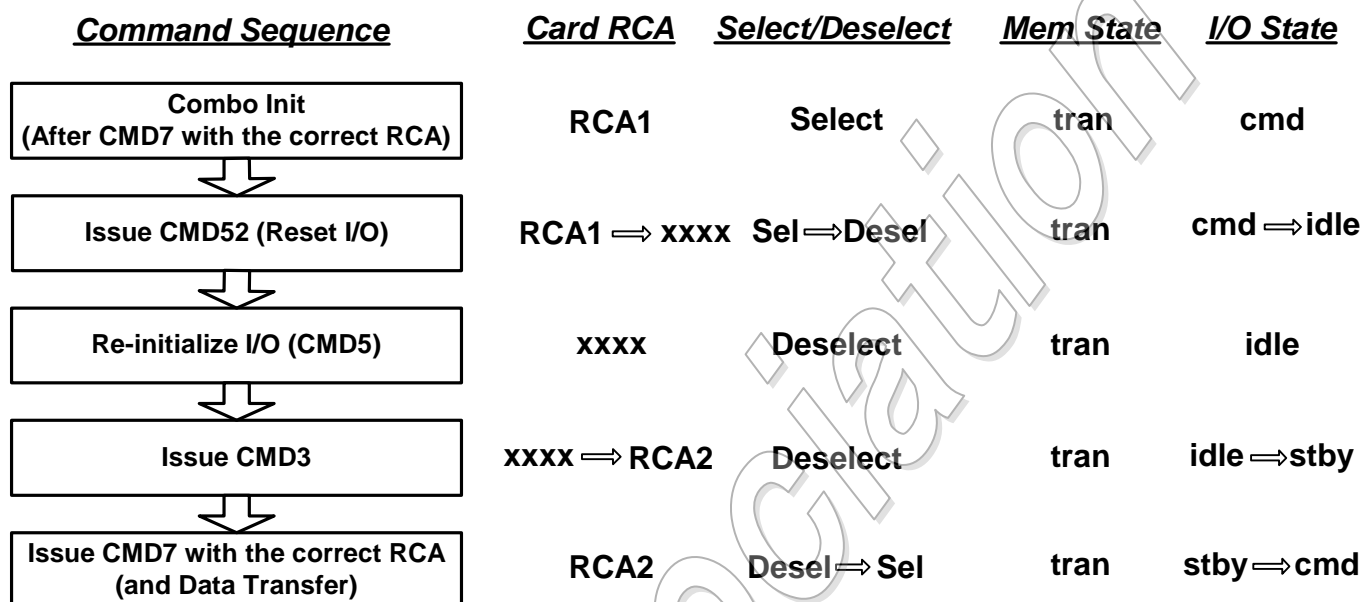 Command Sequence Card RCA Select/Deselect Mem State I/O State
Combo Init
(After CMD7 with the correct RCA) RCA1 Select tran cmd
Issue CMD52 (Reset I/O) RCA1 ⟹ xxxx Sel⟹Desel tran cmd ⟹idle
Re-initialize I/O (CMD5) xxxx Deselect tran idle
Issue CMD3 xxxx ⟹ RCA2 Deselect tran idle ⟹stby
Issue CMD7 with the correct RCA
(and Data Transfer) RCA2 Desel⟹ Sel tran stby⟹cmd
ociation